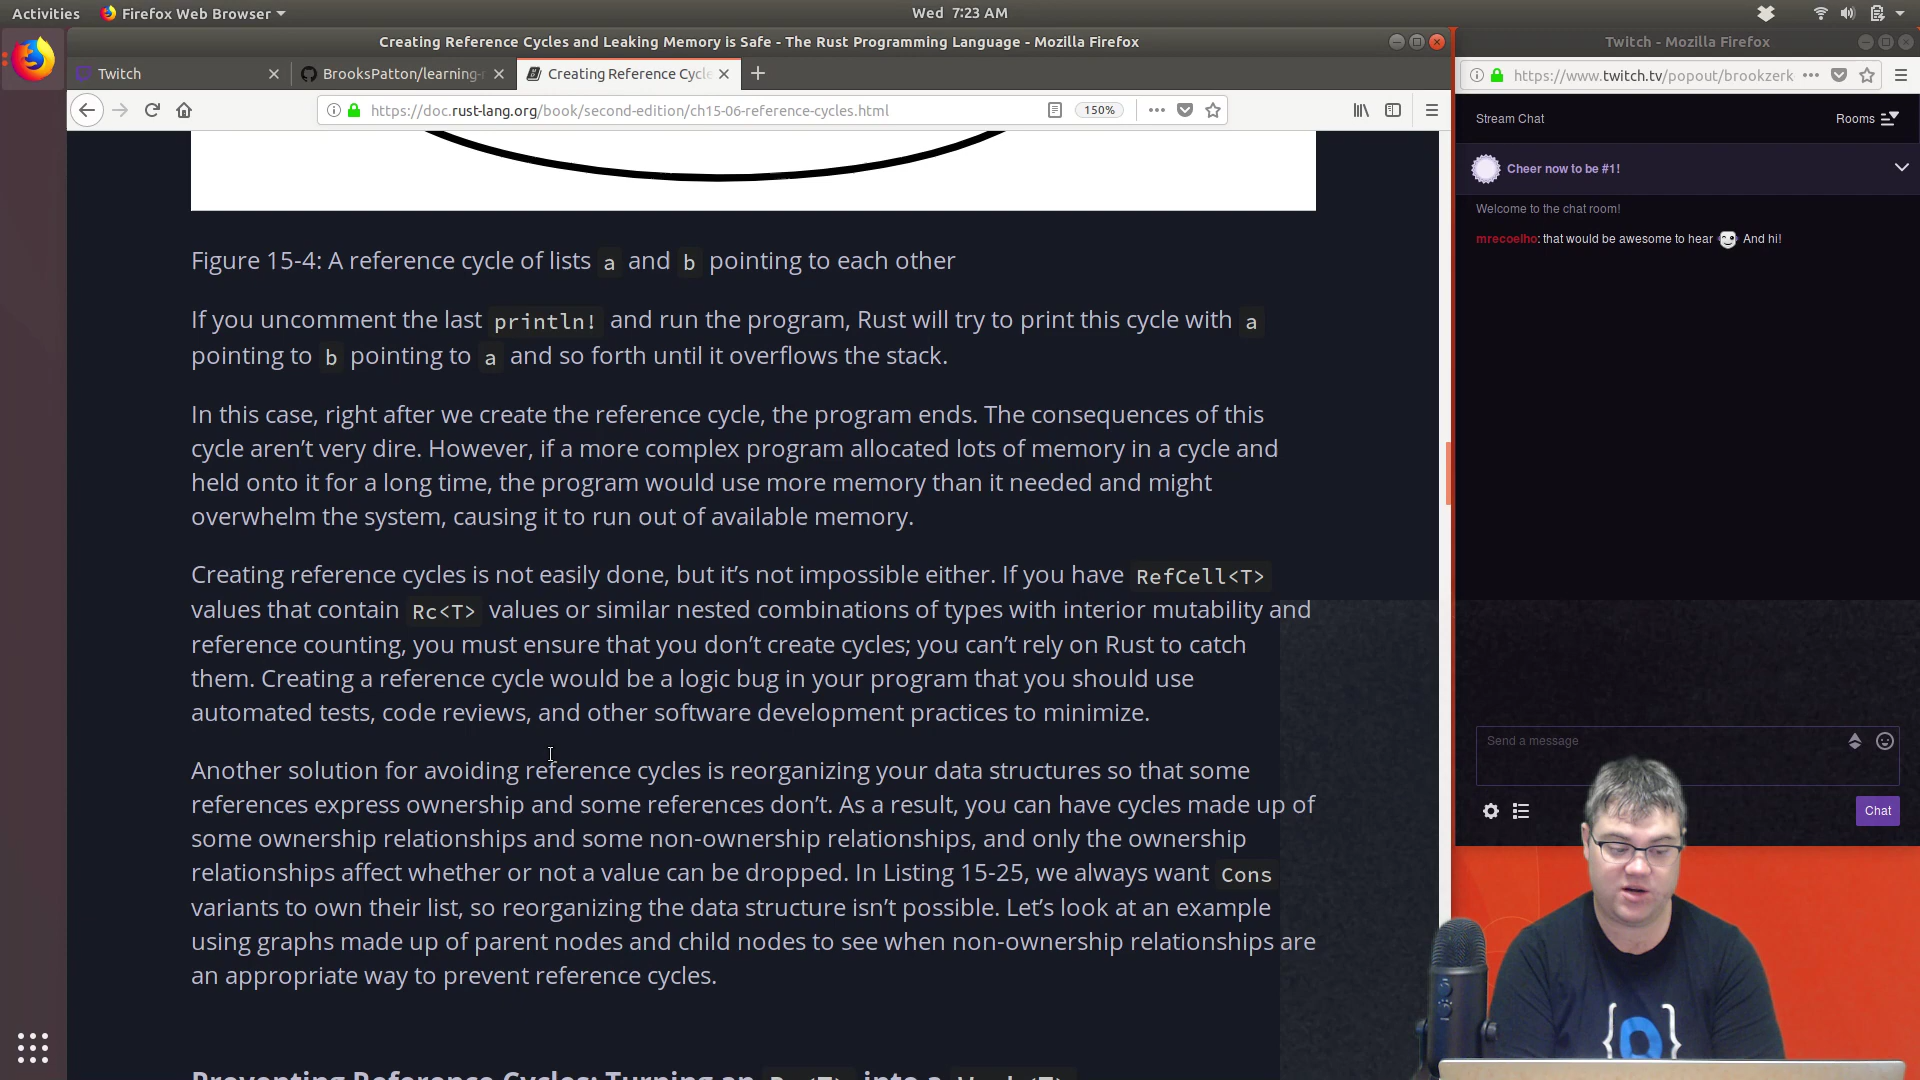 Activities
Firefox Web Browser
Wed 7:23 AM
Creating Reference Cycles and Leaking Memory is Safe - The Rust Programming Language - Mozilla Firefox
Twitch
BrooksPatton/learning-
Creating Reference Cycle
https://doc.rust-lang.org/book/second-edition/ch15-06-reference-cycles.html
150%
Figure 15-4: A reference cycle of lists a and b pointing to each other
If you uncomment the last println! and run the program, Rust will try to print this cycle with a
pointing to b pointing to a and so forth until it overflows the stack.
In this case, right after we create the reference cycle, the program ends. The consequences of this
cycle aren’t very dire. However, if a more complex program allocated lots of memory in a cycle and
held onto it for a long time, the program would use more memory than it needed and might
overwhelm the system, causing it to run out of available memory.
Creating reference cycles is not easily done, but it’s not impossible either. If you have RefCell<T>
values that contain Rc<T> values or similar nested combinations of types with interior mutability and
reference counting, you must ensure that you don’t create cycles; you can’t rely on Rust to catch
them. Creating a reference cycle would be a logic bug in your program that you should use
automated tests, code reviews, and other software development practices to minimize.
Another solution for avoiding reference cycles is reorganizing your data structures so that some
references express ownership and some references don’t. As a result, you can have cycles made up of
some ownership relationships and some non-ownership relationships, and only the ownership
relationships affect whether or not a value can be dropped. In Listing 15-25, we always want Cons
variants to own their list, so reorganizing the data structure isn’t possible. Let’s look at an example
using graphs made up of parent nodes and child nodes to see when non-ownership relationships are
an appropriate way to prevent reference cycles.
Preventing Reference Cycles: Turning an Rc<T> into a Weak<T>
Twitch - Mozilla Firefox
https://www.twitch.tv/popout/brookzerk
Stream Chat
Rooms
Cheer now to be #1!
Welcome to the chat room!
mrecoelho: that would be awesome to hear And hi!
Send a message
Chat